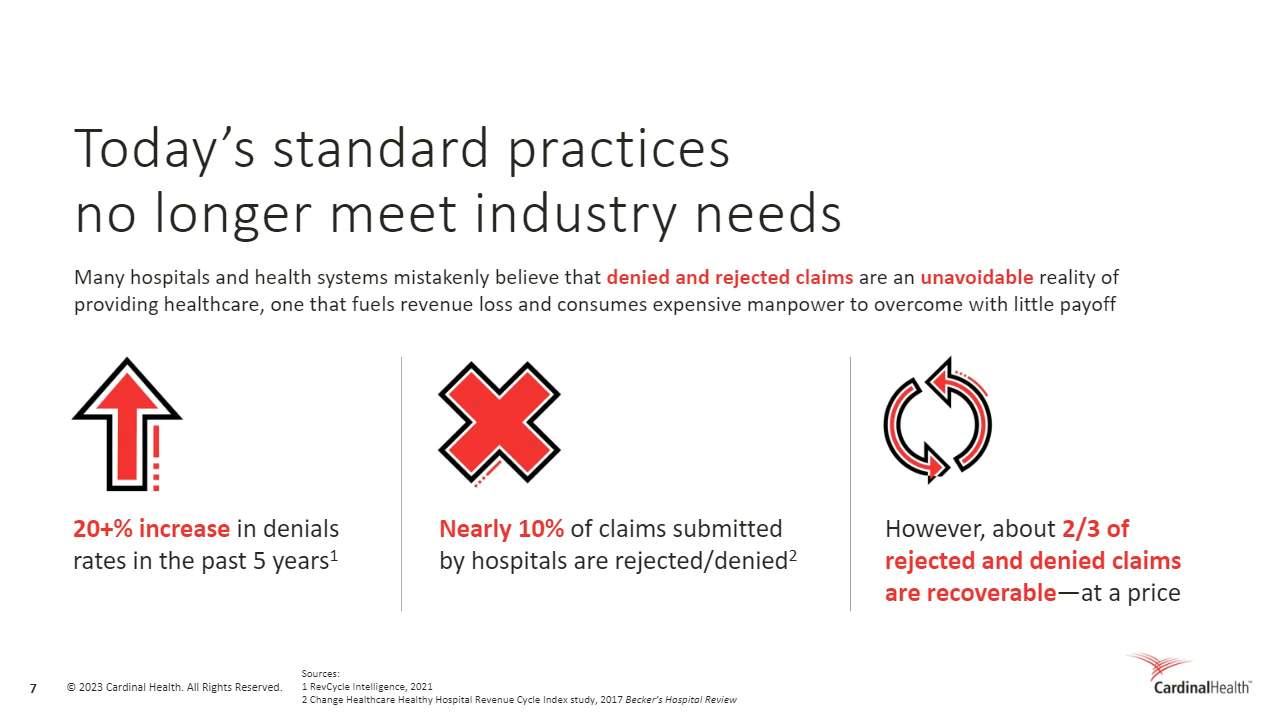 Today’s standard practices
no longer meet industry needs
Many hospitals and health systems mistakenly believe that denied and rejected claims are an unavoidable reality of
providing healthcare, one that fuels revenue loss and consumes expensive manpower to overcome with little payoff
20+% increase in denials
rates in the past 5 years¹
Nearly 10% of claims submitted
by hospitals are rejected/denied²
However, about 2/3 of
rejected and denied claims
are recoverable—at a price
7
© 2023 Cardinal Health. All Rights Reserved.
Sources:
1 RevCycle Intelligence, 2021
2 Change Healthcare Healthy Hospital Revenue Cycle Index study, 2017 Becker’s Hospital Review
CardinalHealth™